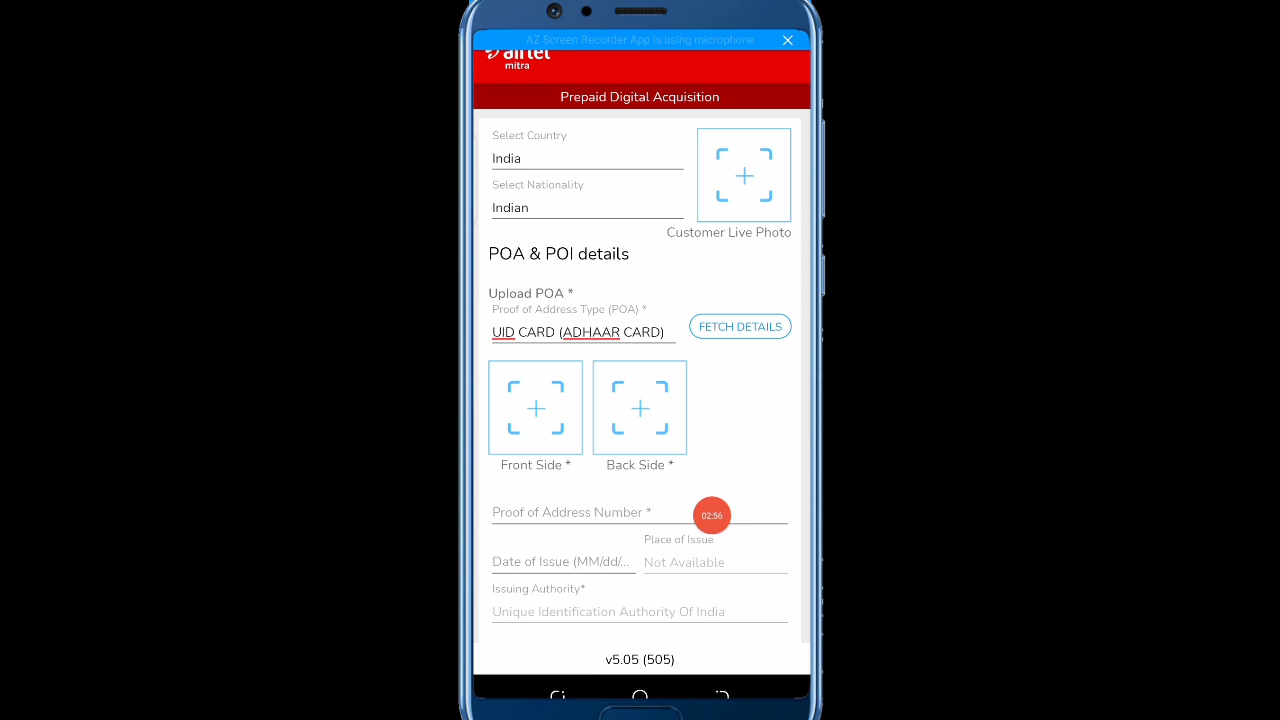 AZ Screen Recorder App is using microphone
airtel
mitra
Prepaid Digital Acquisition
Select Country
India
Select Nationality
Indian
Customer Live Photo
POA & POI details
Upload POA *
Proof of Address Type (POA) *
UID CARD (ADHAAR CARD)
FETCH DETAILS
Front Side *
Back Side *
Proof of Address Number *
02:56
Place of Issue
Date of Issue (MM/dd/...
Not Available
Issuing Authority*
Unique Identification Authority Of India
v5.05 (505)